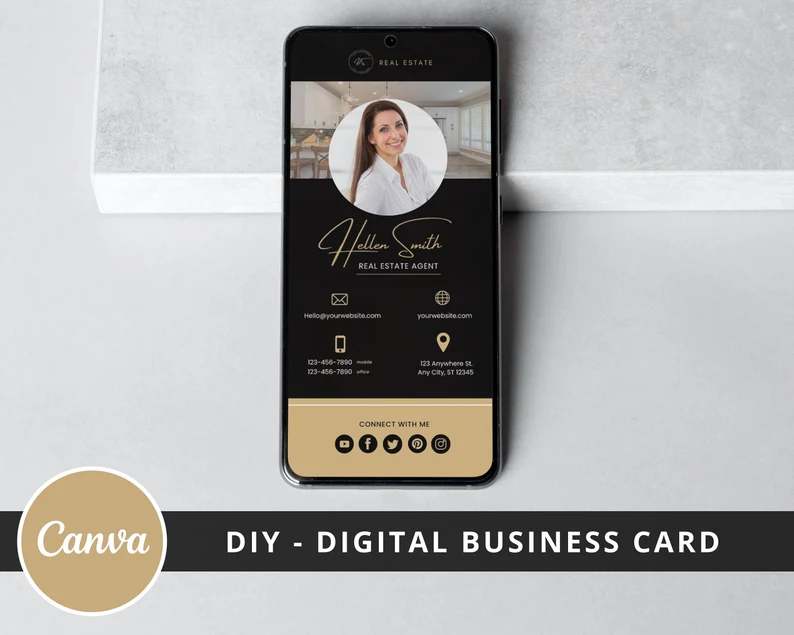 REAL ESTATE
Hellen Smith
REAL ESTATE AGENT
Hello@yourwebsite.com
yourwebsite.com
123-456-7890 mobile
123-456-7890 office
123 Anywhere St.
Any City, ST 12345
CONNECT WITH ME
Canva
DIY - DIGITAL BUSINESS CARD